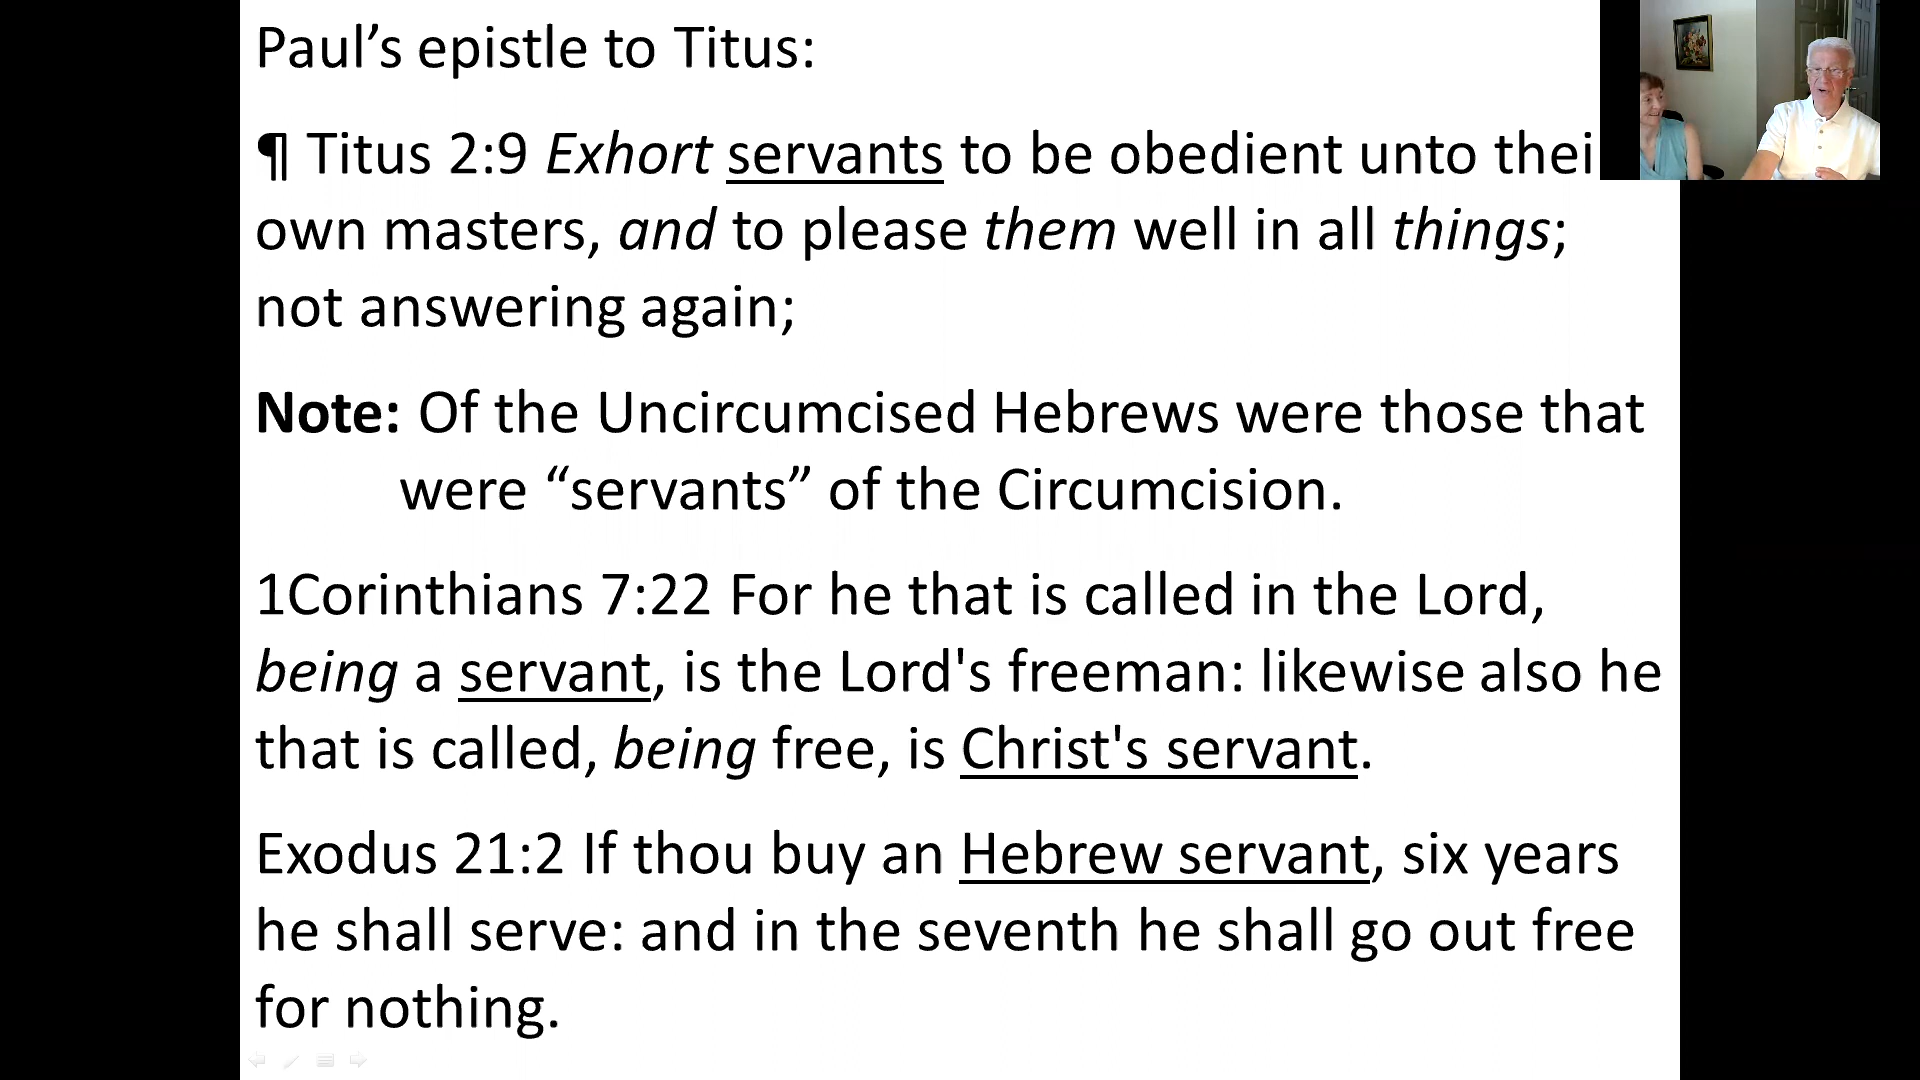 Paul’s epistle to Titus:
¶ Titus 2:9 Exhort servants to be obedient unto thei
own masters, and to please them well in all things;
not answering again;
Note: Of the Uncircumcised Hebrews were those that
were “servants” of the Circumcision.
1Corinthians 7:22 For he that is called in the Lord,
being a servant, is the Lord's freeman: likewise also he
that is called, being free, is Christ's servant.
Exodus 21:2 If thou buy an Hebrew servant, six years
he shall serve: and in the seventh he shall go out free
for nothing.